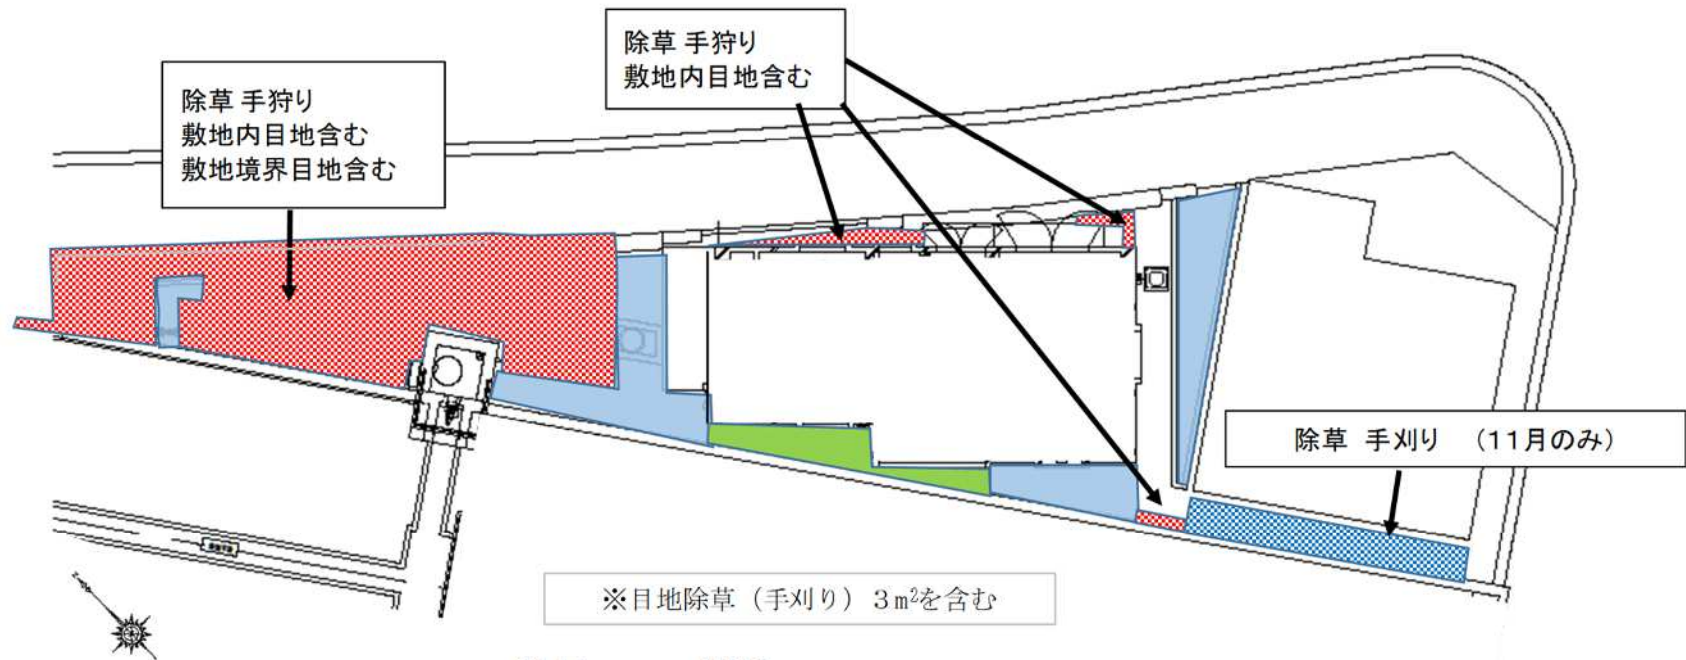 除草 手狩り
敷地内目地含む
敷地境界目地含む
除草 手狩り
敷地内目地含む
除草 手刈り （11月のみ）
※目地除草（手刈り）３㎡を含む